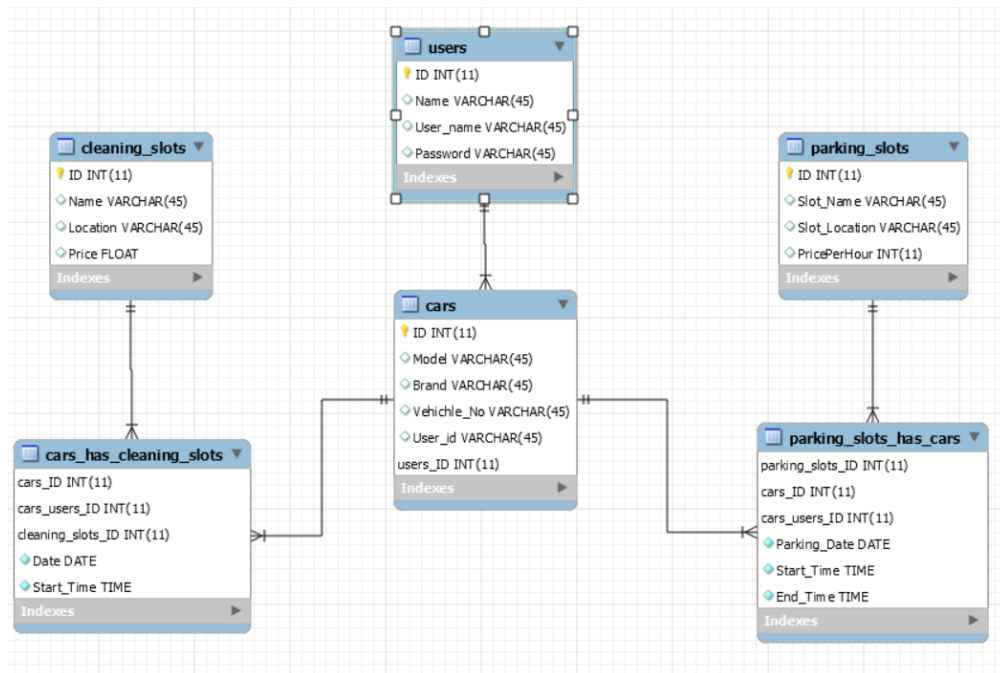 users
ID INT(11)
Name VARCHAR(45)
User_name VARCHAR(45)
Password VARCHAR(45)
Indexes
cleaning_slots
ID INT(11)
Name VARCHAR(45)
Location VARCHAR(45)
Price FLOAT
Indexes
parking_slots
ID INT(11)
Slot_Name VARCHAR(45)
Slot_Location VARCHAR(45)
PricePerHour INT(11)
Indexes
cars
ID INT(11)
Model VARCHAR(45)
Brand VARCHAR(45)
Vehichle_No VARCHAR(45)
User_id VARCHAR(45)
users_ID INT(11)
Indexes
cars_has_cleaning_slots
cars_ID INT(11)
cars_users_ID INT(11)
cleaning_slots_ID INT(11)
Date DATE
Start_Time TIME
Indexes
parking_slots_has_cars
parking_slots_ID INT(11)
cars_ID INT(11)
cars_users_ID INT(11)
Parking_Date DATE
Start_Time TIME
End_Time TIME
Indexes